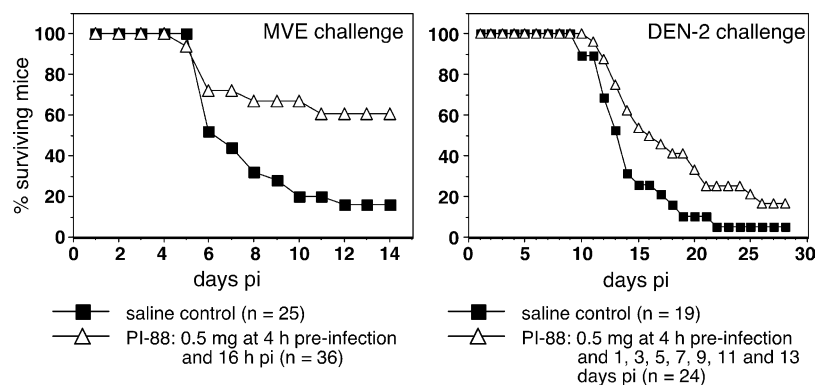 MVE challenge
DEN-2 challenge
% surviving mice
100
80
60
40
20
0
0 2 4 6 8 10 12 14
days pi
100
80
60
40
20
0
0 5 10 15 20 25 30
days pi
saline control (n = 25)
PI-88: 0.5 mg at 4 h pre-infection
and 16 h pi (n = 36)
saline control (n = 19)
PI-88: 0.5 mg at 4 h pre-infection
and 1, 3, 5, 7, 9, 11 and 13
days pi (n = 24)